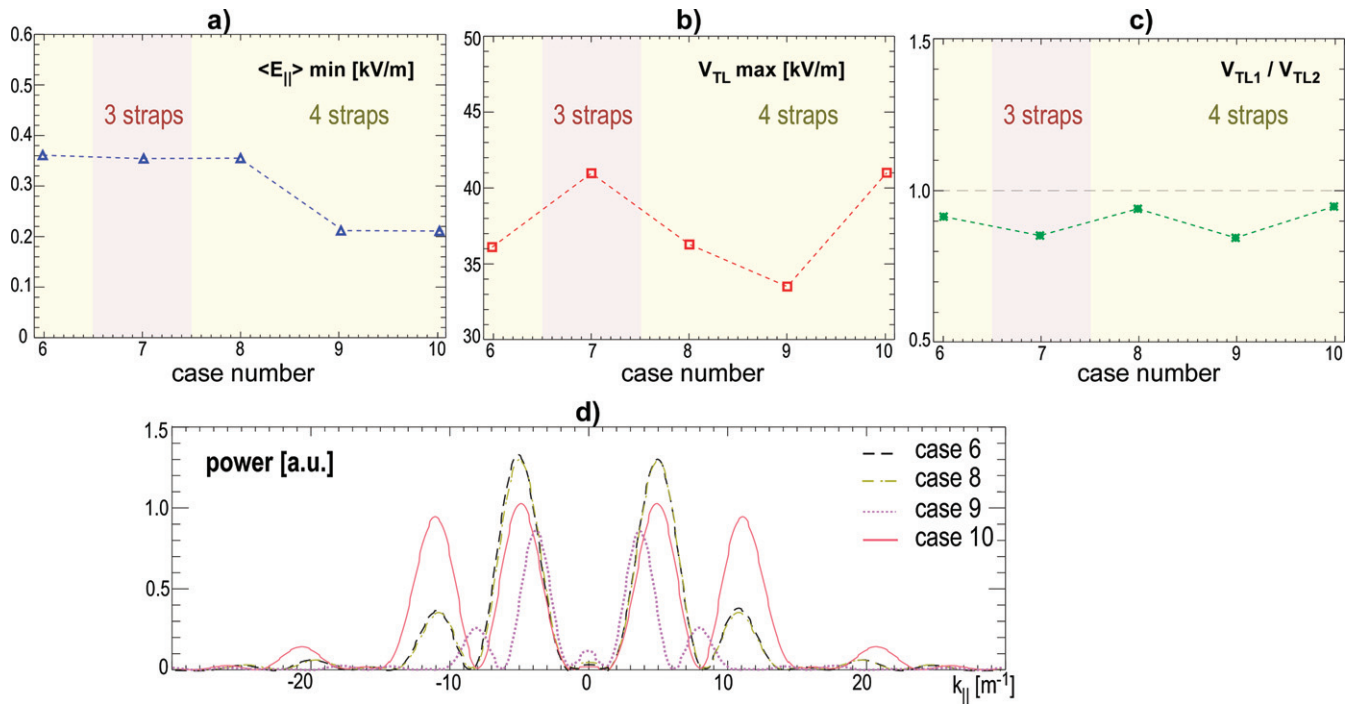 a)
0.6
0.5
0.4
0.3
0.2
0.1
0
<E||> min [kV/m]
3 straps
4 straps
6 7 8 9 10
case number
b)
50
45
40
35
30
V_TL max [kV/m]
3 straps
4 straps
6 7 8 9 10
case number
c)
1.5
1.0
0.5
V_TL1 / V_TL2
3 straps
4 straps
6 7 8 9 10
case number
d)
1.5
1.0
0.5
0
power [a.u.]
case 6
case 8
case 9
case 10
-20 -10 0 10 20 k|| [m⁻¹]